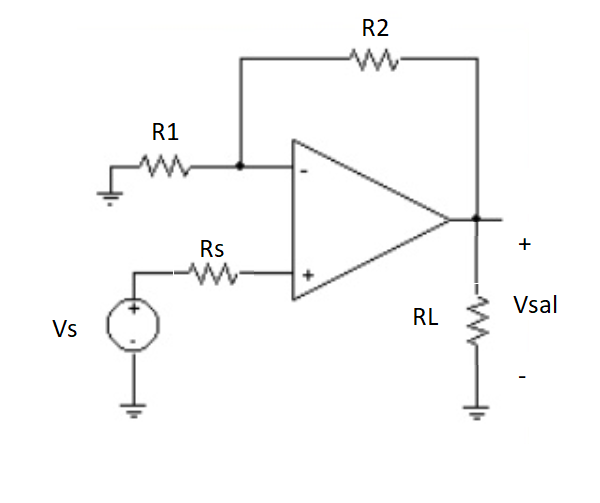 R2
R1
-
Rs
+
+
+
Vs
-
RL
Vsal
-